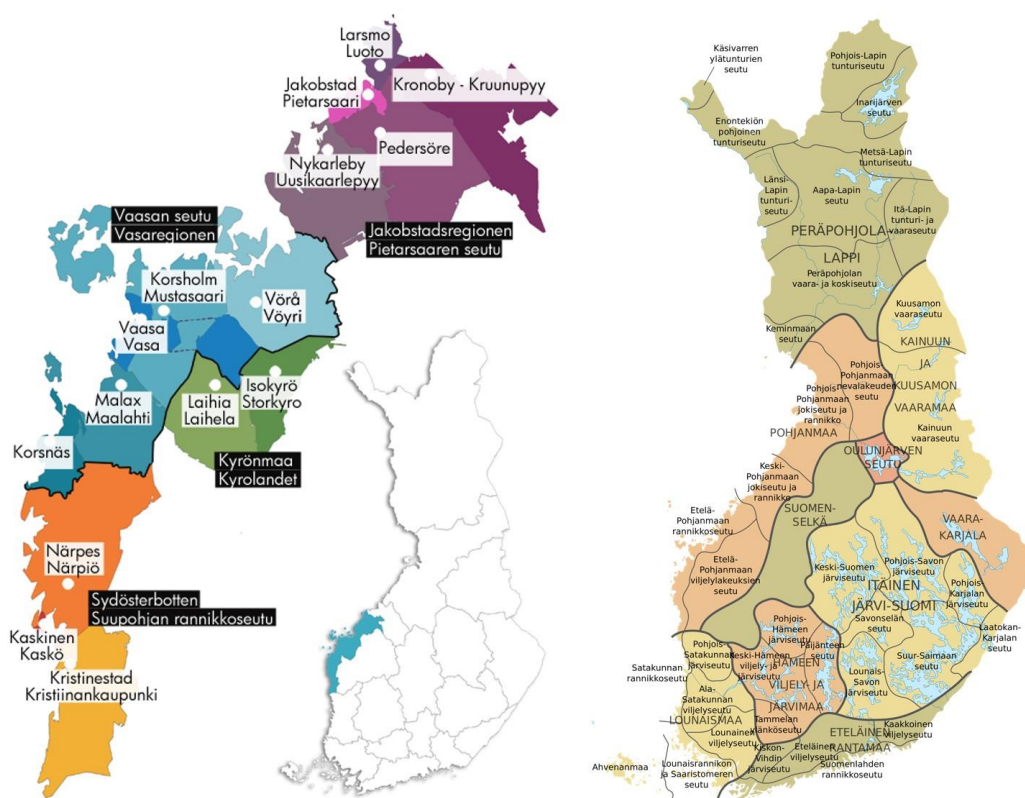 Larsmo
Luoto
Jakobstad
Pietarsaari
Kronoby - Kruunupyy
Pedersöre
Nykarleby
Uusikaarlepyy
Jakobstadsregionen
Pietarsaaren seutu
Vaasan seutu
Vasaregionen
Korsholm
Mustasaari
Vörå
Vöyri
Vaasa
Vasa
Malax
Maalahti
Laihia
Laihela
Isokyrö
Storkyro
Korsnäs
Kyrönmaa
Kyrolandet
Närpes
Närpiö
Sydösterbotten
Suupohjan rannikkoseutu
Kaskinen
Kaskö
Kristinestad
Kristiinankaupunki
Käsivarren
ylätunturien
seutu
Pohjois-Lapin
tunturiseutu
Inarijärven
seutu
Enontekiön
pohjoinen
tunturiseutu
Metsä-Lapin
tunturiseutu
Länsi-
Lapin
tunturi-
seutu
Aapa-Lapin
seutu
Itä-Lapin
tunturi- ja
vaaraseutu
PERÄPOHJOLA-
LAPPI
Peräpohjolan
vaara- ja koskiseutu
Keminmaan
seutu
Kuusamon
vaaraseutu
KAINUUN
JA
KUUSAMON
VAARAMAA
Kainuun
vaaraseutu
Pohjois-
Pohjanmaan
nevalakeuden
seutu
Pohjois-
Pohjanmaan
jokiseutu ja
rannikko
POHJANMAA
OULUNJÄRVEN
SEUTU
Keski-
Pohjanmaan
jokiseutu ja
rannikko
SUOMEN-
SELKÄ
Etelä-
Pohjanmaan
rannikkoseutu
Etelä-
Pohjanmaan
viljelylakeuksien
seutu
VAARA-
KARJALA
Keski-Suomen
järviseutu
Pohjois-Savon
järviseutu
ITÄINEN
JÄRVI-SUOMI
Pohjois-
Karjalan
järviseutu
Savonselän
seutu
Laatokan-
Karjalan
seutu
Suur-Saimaan
seutu
Lounais-
Savon
järviseutu
Pohjois-
Hämeen
järviseutu
Päijänteen
seutu
Pohjois-
Satakunnan
järviseutu
Keski-Hämeen
viljely- ja
järviseutu
HÄMEEN
VILJELY- JA
JÄRVIMAA
Satakunnan
rannikkoseutu
Ala-
Satakunnan
viljelyseutu
LOUNAISMAA
Lounainen
viljelyseutu
Tammelan
ylänköseutu
Kiskon-
Vihdin
järviseutu
Eteläinen
viljelyseutu
ETELÄINEN
RANTAMAA
Kaakkoinen
viljelyseutu
Suomenlahden
rannikkoseutu
Ahvenanmaa
Lounaisrannikon
ja Saaristomeren
seutu